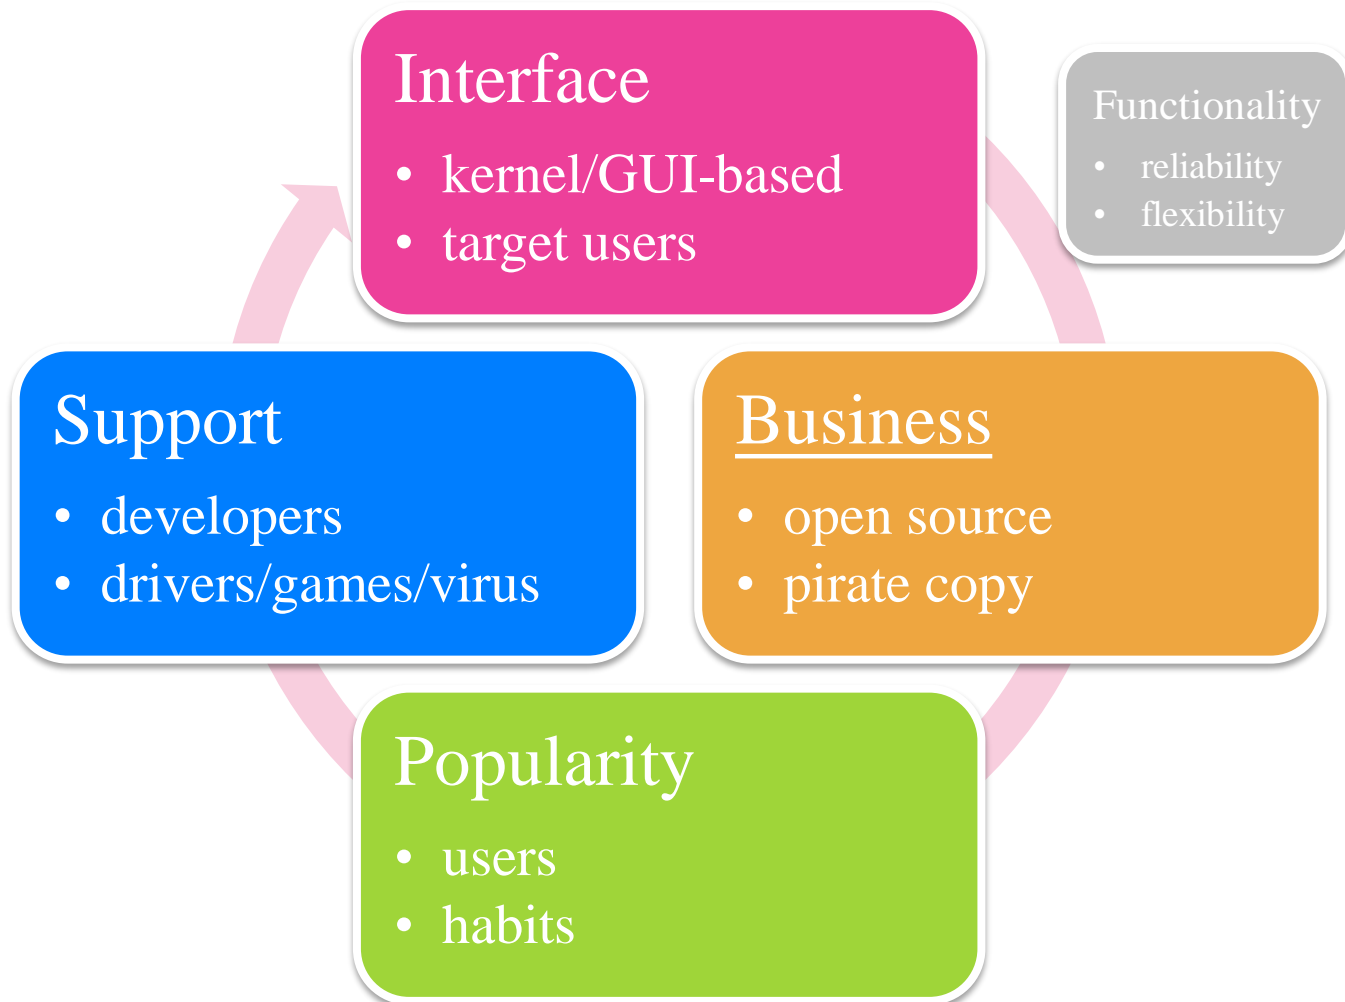 Interface
• kernel/GUI-based
• target users
Functionality
• reliability
• flexibility
Support
• developers
• drivers/games/virus
Business
• open source
• pirate copy
Popularity
• users
• habits